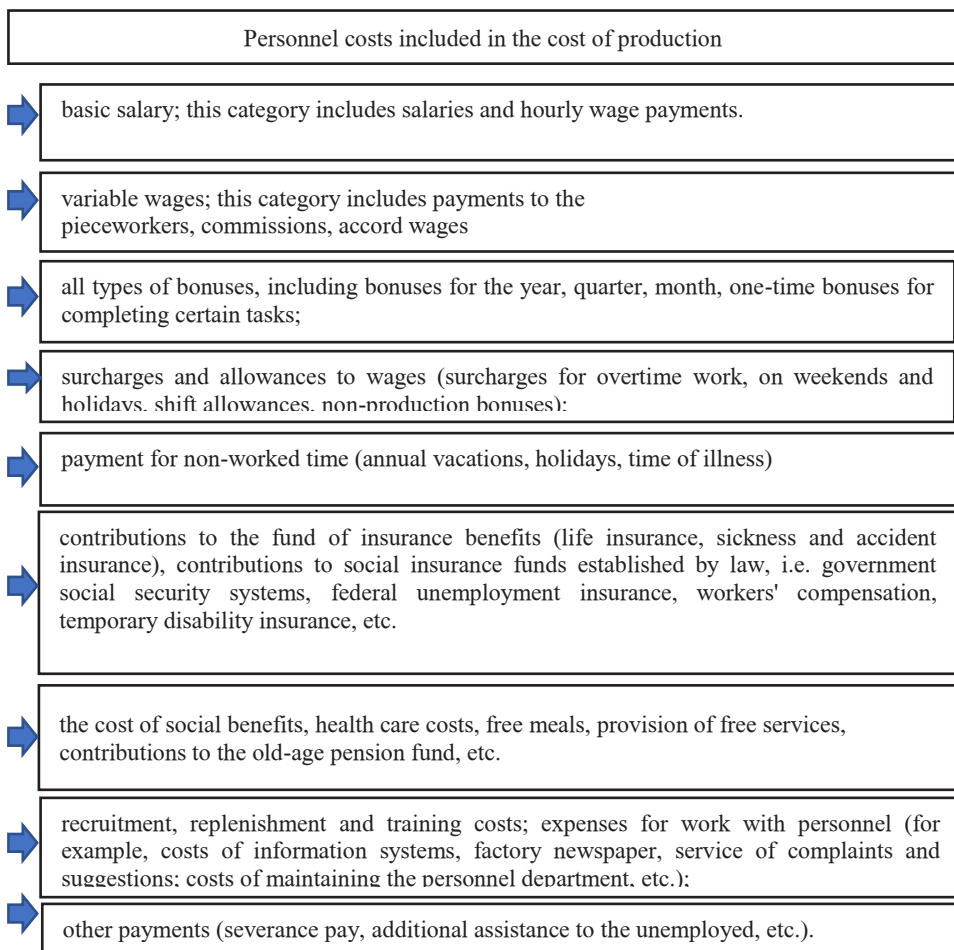 Personnel costs included in the cost of production
basic salary; this category includes salaries and hourly wage payments.
variable wages; this category includes payments to the
pieceworkers, commissions, accord wages
all types of bonuses, including bonuses for the year, quarter, month, one-time bonuses for
completing certain tasks;
surcharges and allowances to wages (surcharges for overtime work, on weekends and
holidays, shift allowances, non-production bonuses);
payment for non-worked time (annual vacations, holidays, time of illness)
contributions to the fund of insurance benefits (life insurance, sickness and accident
insurance), contributions to social insurance funds established by law, i.e. government
social security systems, federal unemployment insurance, workers' compensation,
temporary disability insurance, etc.
the cost of social benefits, health care costs, free meals, provision of free services,
contributions to the old-age pension fund, etc.
recruitment, replenishment and training costs; expenses for work with personnel (for
example, costs of information systems, factory newspaper, service of complaints and
suggestions; costs of maintaining the personnel department, etc.);
other payments (severance pay, additional assistance to the unemployed, etc.).